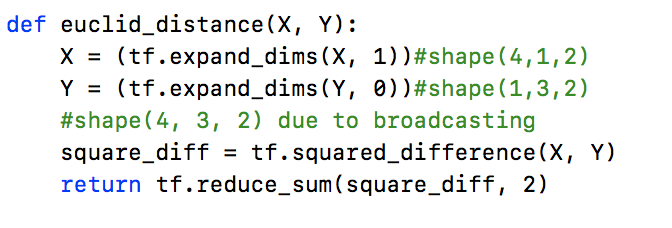 def euclid_distance(X, Y):
    X = (tf.expand_dims(X, 1))#shape(4,1,2)
    Y = (tf.expand_dims(Y, 0))#shape(1,3,2)
    #shape(4, 3, 2) due to broadcasting
    square_diff = tf.squared_difference(X, Y)
    return tf.reduce_sum(square_diff, 2)